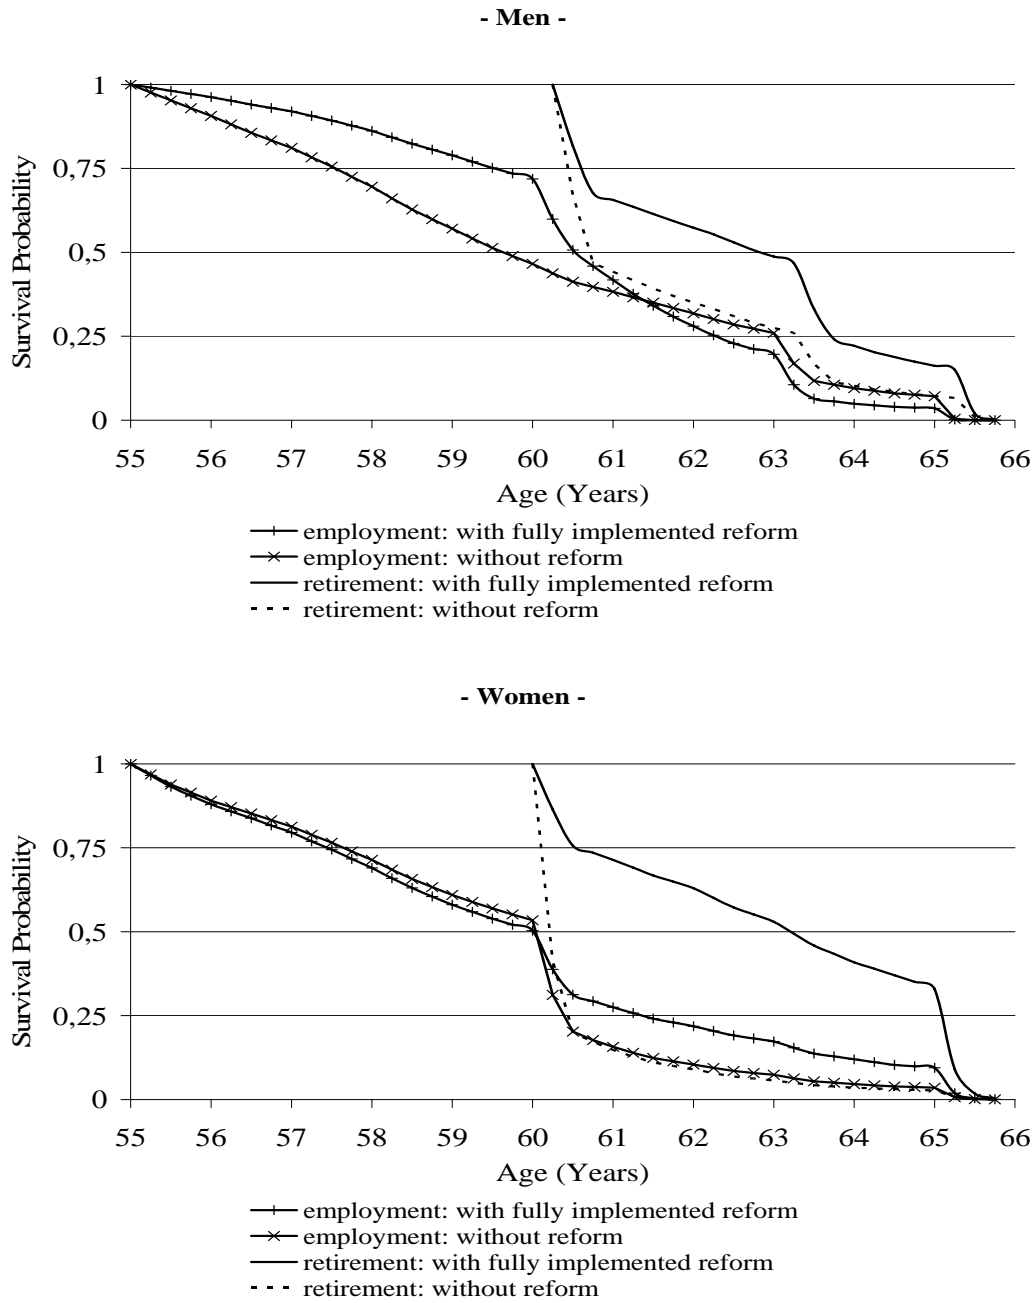 - Men -
Survival Probability
1
0,75
0,5
0,25
0
55 56 57 58 59 60 61 62 63 64 65 66
Age (Years)
employment: with fully implemented reform
employment: without reform
retirement: with fully implemented reform
retirement: without reform
- Women -
Survival Probability
1
0,75
0,5
0,25
0
55 56 57 58 59 60 61 62 63 64 65 66
Age (Years)
employment: with fully implemented reform
employment: without reform
retirement: with fully implemented reform
retirement: without reform